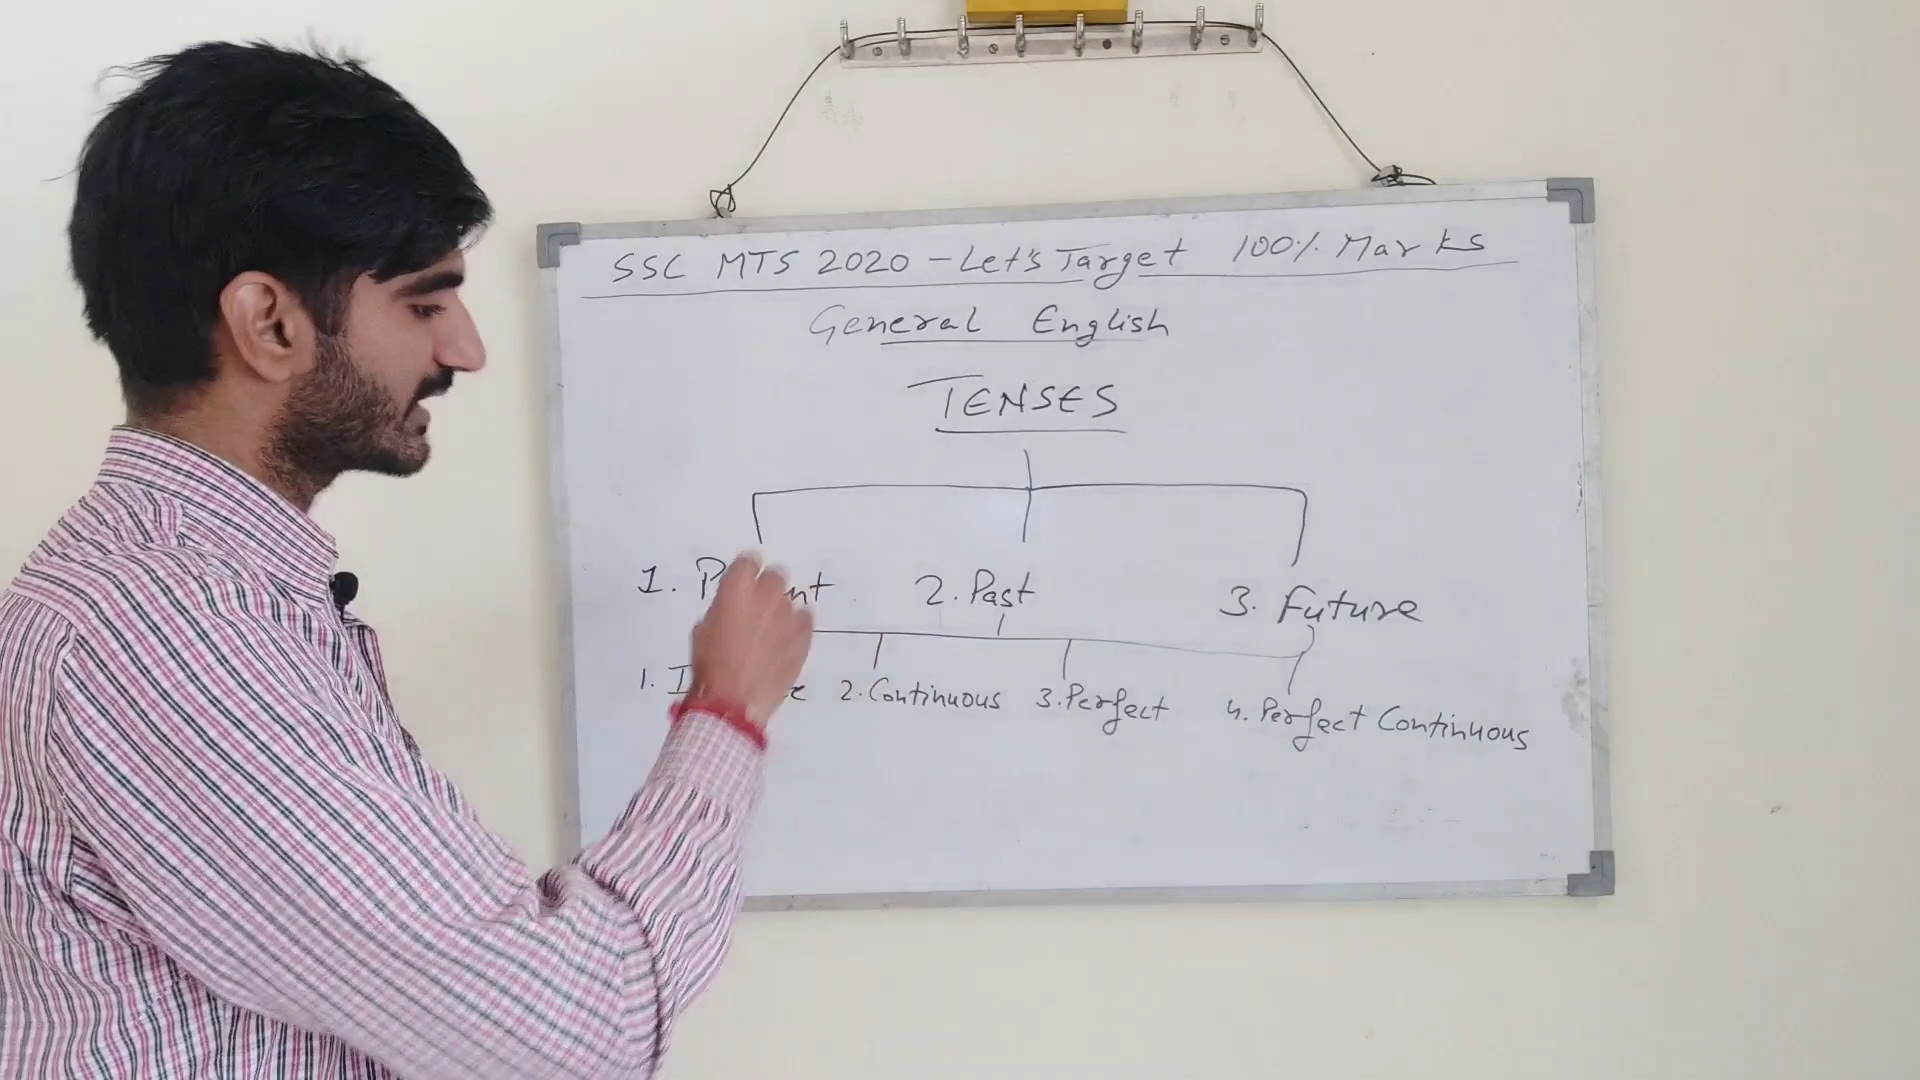 SSC MTS 2020 - Let's Target 100% Marks
General English
TENSES
1. 2. Past 3. Future
1. 2. Continuous 3. Perfect 4. Perfect Continuous